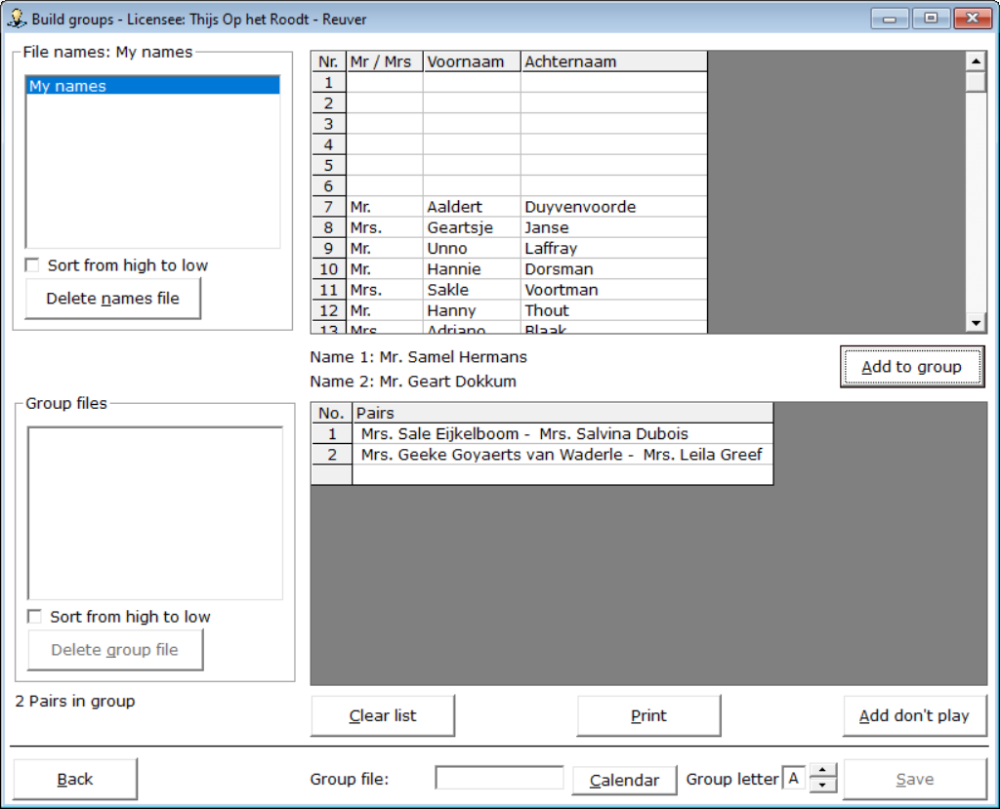 Build groups - Licensee: Thijs Op het Roodt - Reuver
File names: My names
My names
Sort from high to low
Delete names file
Nr. Mr / Mrs Voornaam Achternaam
1
2
3
4
5
6
7 Mr. Aaldert Duyvenvoorde
8 Mrs. Geartsje Janse
9 Mr. Unno Laffray
10 Mr. Hannie Dorsman
11 Mrs. Sakle Voortman
12 Mr. Hanny Thout
13 Mrs. Adriano Blaak
Name 1: Mr. Samel Hermans
Name 2: Mr. Geart Dokkum
Add to group
Group files
Sort from high to low
Delete group file
No. Pairs
1 Mrs. Sale Eijkelboom - Mrs. Salvina Dubois
2 Mrs. Geeke Goyaerts van Waderle - Mrs. Leila Greef
2 Pairs in group
Clear list
Print
Add don't play
Back
Group file:
Calendar
Group letter A
Save